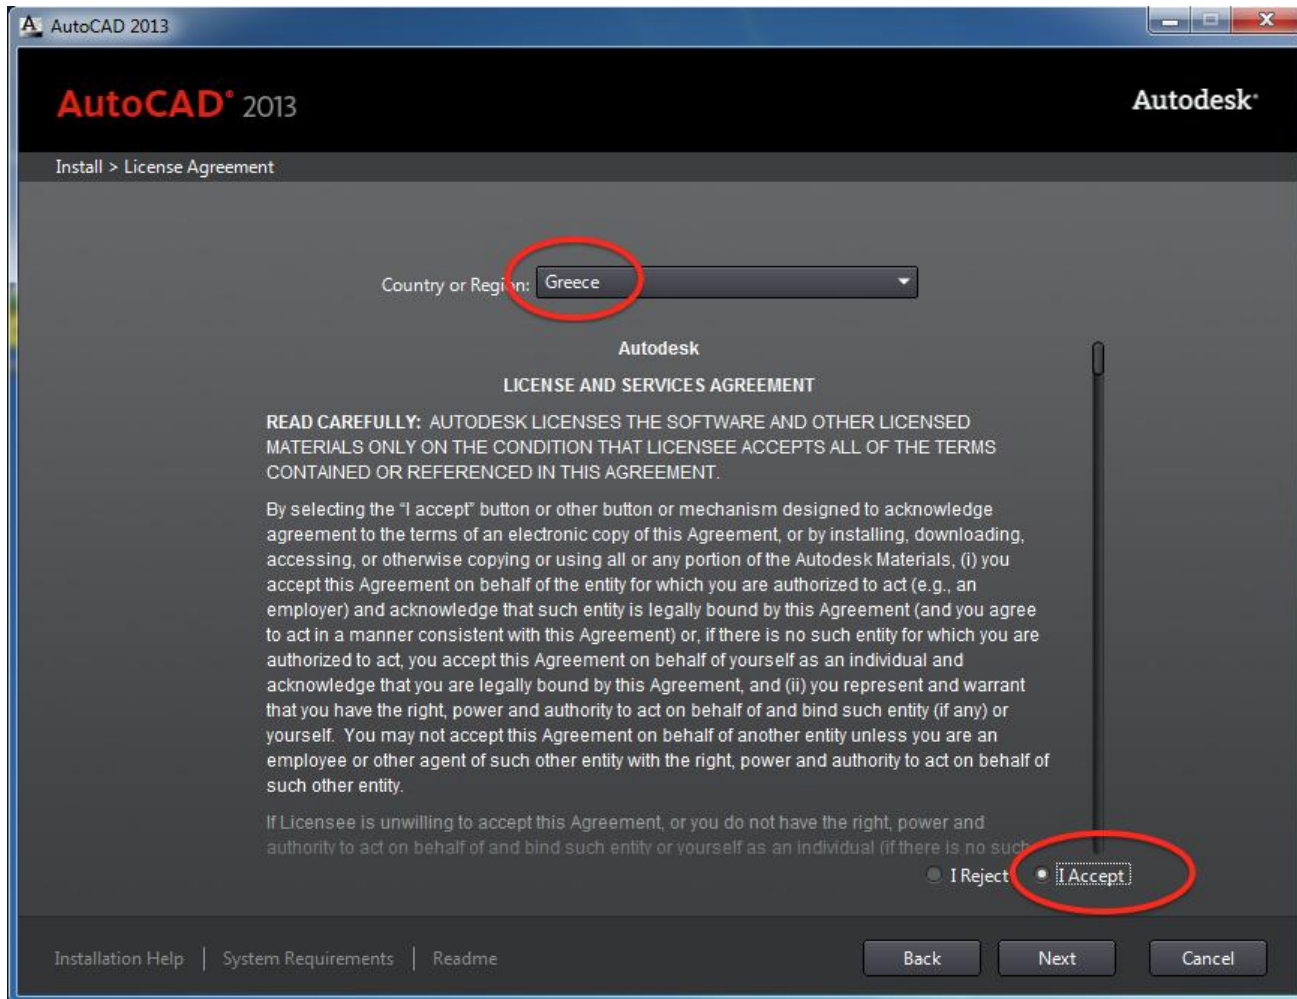 AutoCAD 2013
AutoCAD® 2013
Autodesk®
Install > License Agreement
Country or Region: Greece
Autodesk
LICENSE AND SERVICES AGREEMENT
READ CAREFULLY: AUTODESK LICENSES THE SOFTWARE AND OTHER LICENSED
MATERIALS ONLY ON THE CONDITION THAT LICENSEE ACCEPTS ALL OF THE TERMS
CONTAINED OR REFERENCED IN THIS AGREEMENT.
By selecting the “I accept” button or other button or mechanism designed to acknowledge
agreement to the terms of an electronic copy of this Agreement, or by installing, downloading,
accessing, or otherwise copying or using all or any portion of the Autodesk Materials, (i) you
accept this Agreement on behalf of the entity for which you are authorized to act (e.g., an
employer) and acknowledge that such entity is legally bound by this Agreement (and you agree
to act in a manner consistent with this Agreement) or, if there is no such entity for which you are
authorized to act, you accept this Agreement on behalf of yourself as an individual and
acknowledge that you are legally bound by this Agreement, and (ii) you represent and warrant
that you have the right, power and authority to act on behalf of and bind such entity (if any) or
yourself. You may not accept this Agreement on behalf of another entity unless you are an
employee or other agent of such other entity with the right, power and authority to act on behalf of
such other entity.
If Licensee is unwilling to accept this Agreement, or you do not have the right, power and
authority to act on behalf of and bind such entity or yourself as an individual (if there is no such
I Reject I Accept
Installation Help | System Requirements | Readme
Back Next Cancel